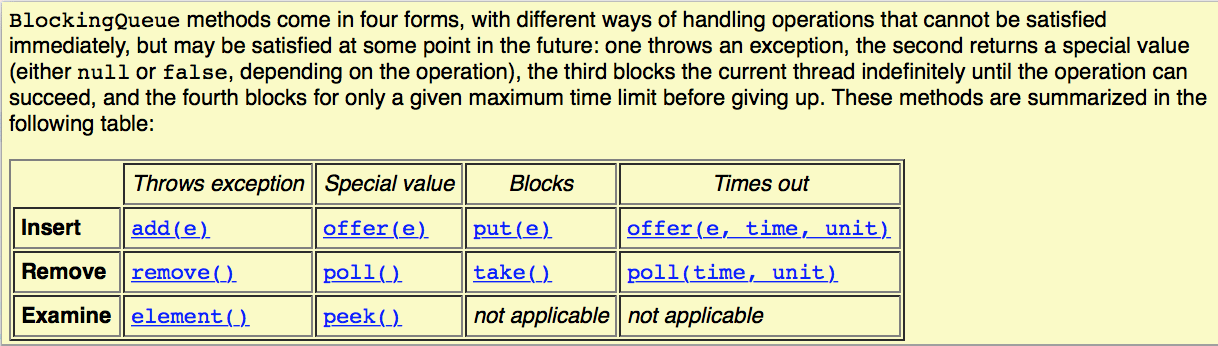 BlockingQueue methods come in four forms, with different ways of handling operations that cannot be satisfied
immediately, but may be satisfied at some point in the future: one throws an exception, the second returns a special value
(either null or false, depending on the operation), the third blocks the current thread indefinitely until the operation can
succeed, and the fourth blocks for only a given maximum time limit before giving up. These methods are summarized in the
following table:
Throws exception Special value Blocks Times out
Insert add(e) offer(e) put(e) offer(e, time, unit)
Remove remove() poll() take() poll(time, unit)
Examine element() peek() not applicable not applicable